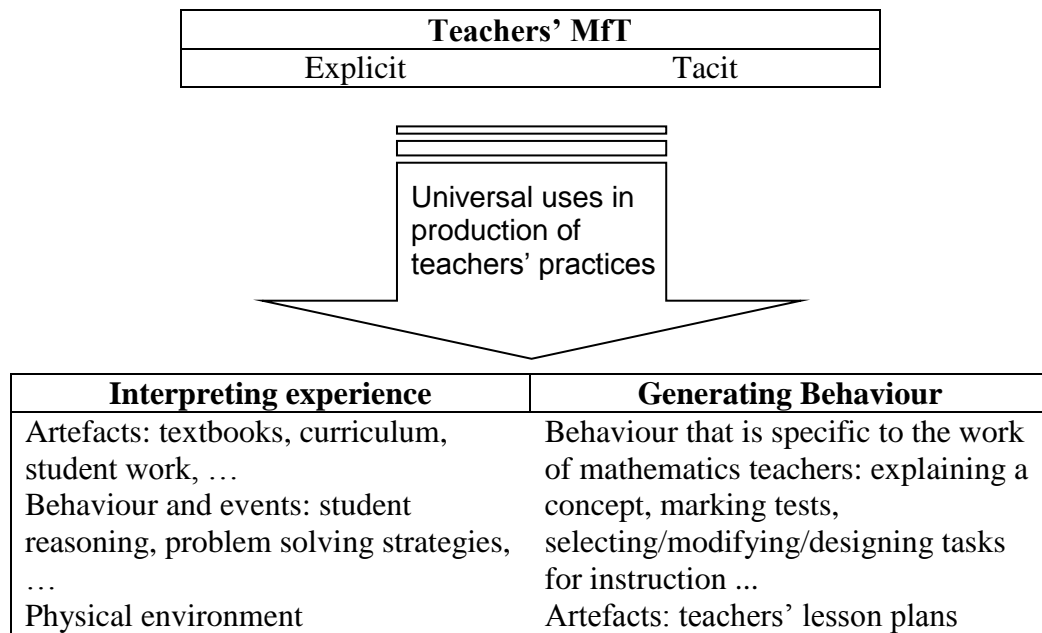 Teachers’ MfT
Explicit Tacit
Universal uses in
production of
teachers’ practices
Interpreting experience
Artefacts: textbooks, curriculum,
student work, …
Behaviour and events: student
reasoning, problem solving strategies,
…
Physical environment
Generating Behaviour
Behaviour that is specific to the work
of mathematics teachers: explaining a
concept, marking tests,
selecting/modifying/designing tasks
for instruction ...
Artefacts: teachers’ lesson plans